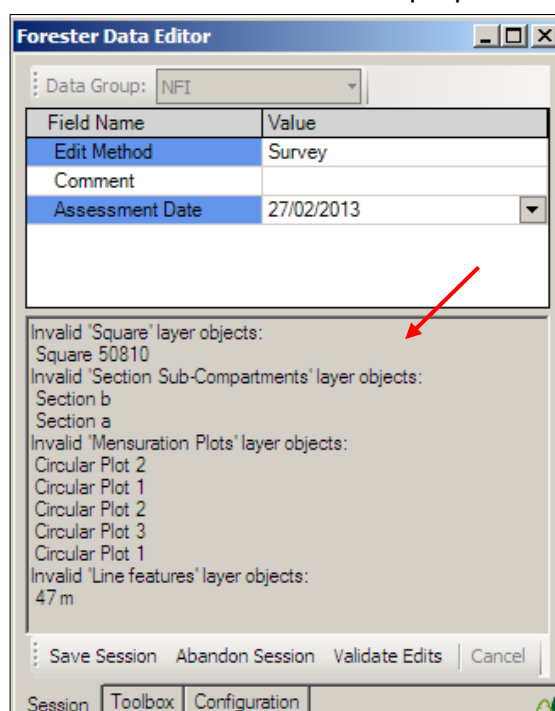 Forester Data Editor
Data Group: NFI
Field Name Value
Edit Method Survey
Comment
Assessment Date 27/02/2013
Invalid 'Square' layer objects:
Square 50810
Invalid 'Section Sub-Compartments' layer objects:
Section b
Section a
Invalid 'Mensuration Plots' layer objects:
Circular Plot 2
Circular Plot 1
Circular Plot 2
Circular Plot 3
Circular Plot 1
Invalid 'Line features' layer objects:
47 m
Save Session Abandon Session Validate Edits Cancel
Session Toolbox Configuration